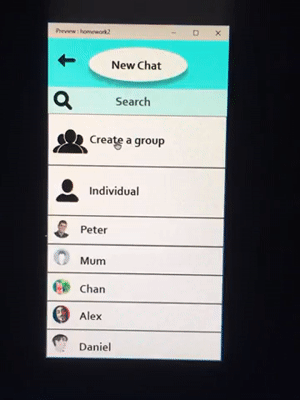 Preview : homework2
New Chat
Search
Create a group
Individual
Peter
Mum
Chan
Alex
Daniel